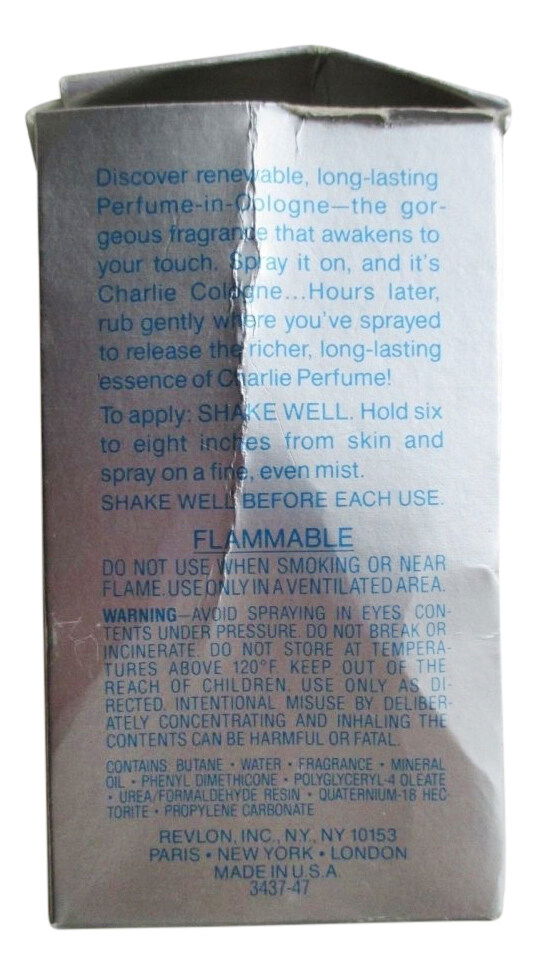 Discover renewable, long-lasting
Perfume-in-Cologne—the gor-
geous fragrance that awakens to
your touch. Spray it on, and it's
Charlie Cologne...Hours later,
rub gently where you've sprayed
to release the richer, long-lasting
essence of Charlie Perfume!
To apply: SHAKE WELL. Hold six
to eight inches from skin and
spray on a fine, even mist.
SHAKE WELL BEFORE EACH USE.
FLAMMABLE
DO NOT USE WHEN SMOKING OR NEAR
FLAME. USE ONLY IN A VENTILATED AREA.
WARNING—AVOID SPRAYING IN EYES. CON-
TENTS UNDER PRESSURE. DO NOT BREAK OR
INCINERATE. DO NOT STORE AT TEMPERA-
TURES ABOVE 120°F. KEEP OUT OF THE
REACH OF CHILDREN. USE ONLY AS DI-
RECTED. INTENTIONAL MISUSE BY DELIBER-
ATELY CONCENTRATING AND INHALING THE
CONTENTS CAN BE HARMFUL OR FATAL.
CONTAINS: BUTANE • WATER • FRAGRANCE • MINERAL
OIL • PHENYL DIMETHICONE • POLYGLYCERYL-4 OLEATE
• UREA/FORMALDEHYDE RESIN • QUATERNIUM-18 HEC-
TORITE • PROPYLENE CARBONATE
REVLON, INC., N.Y., NY 10153
PARIS • NEW YORK • LONDON
MADE IN U.S.A.
3437-47